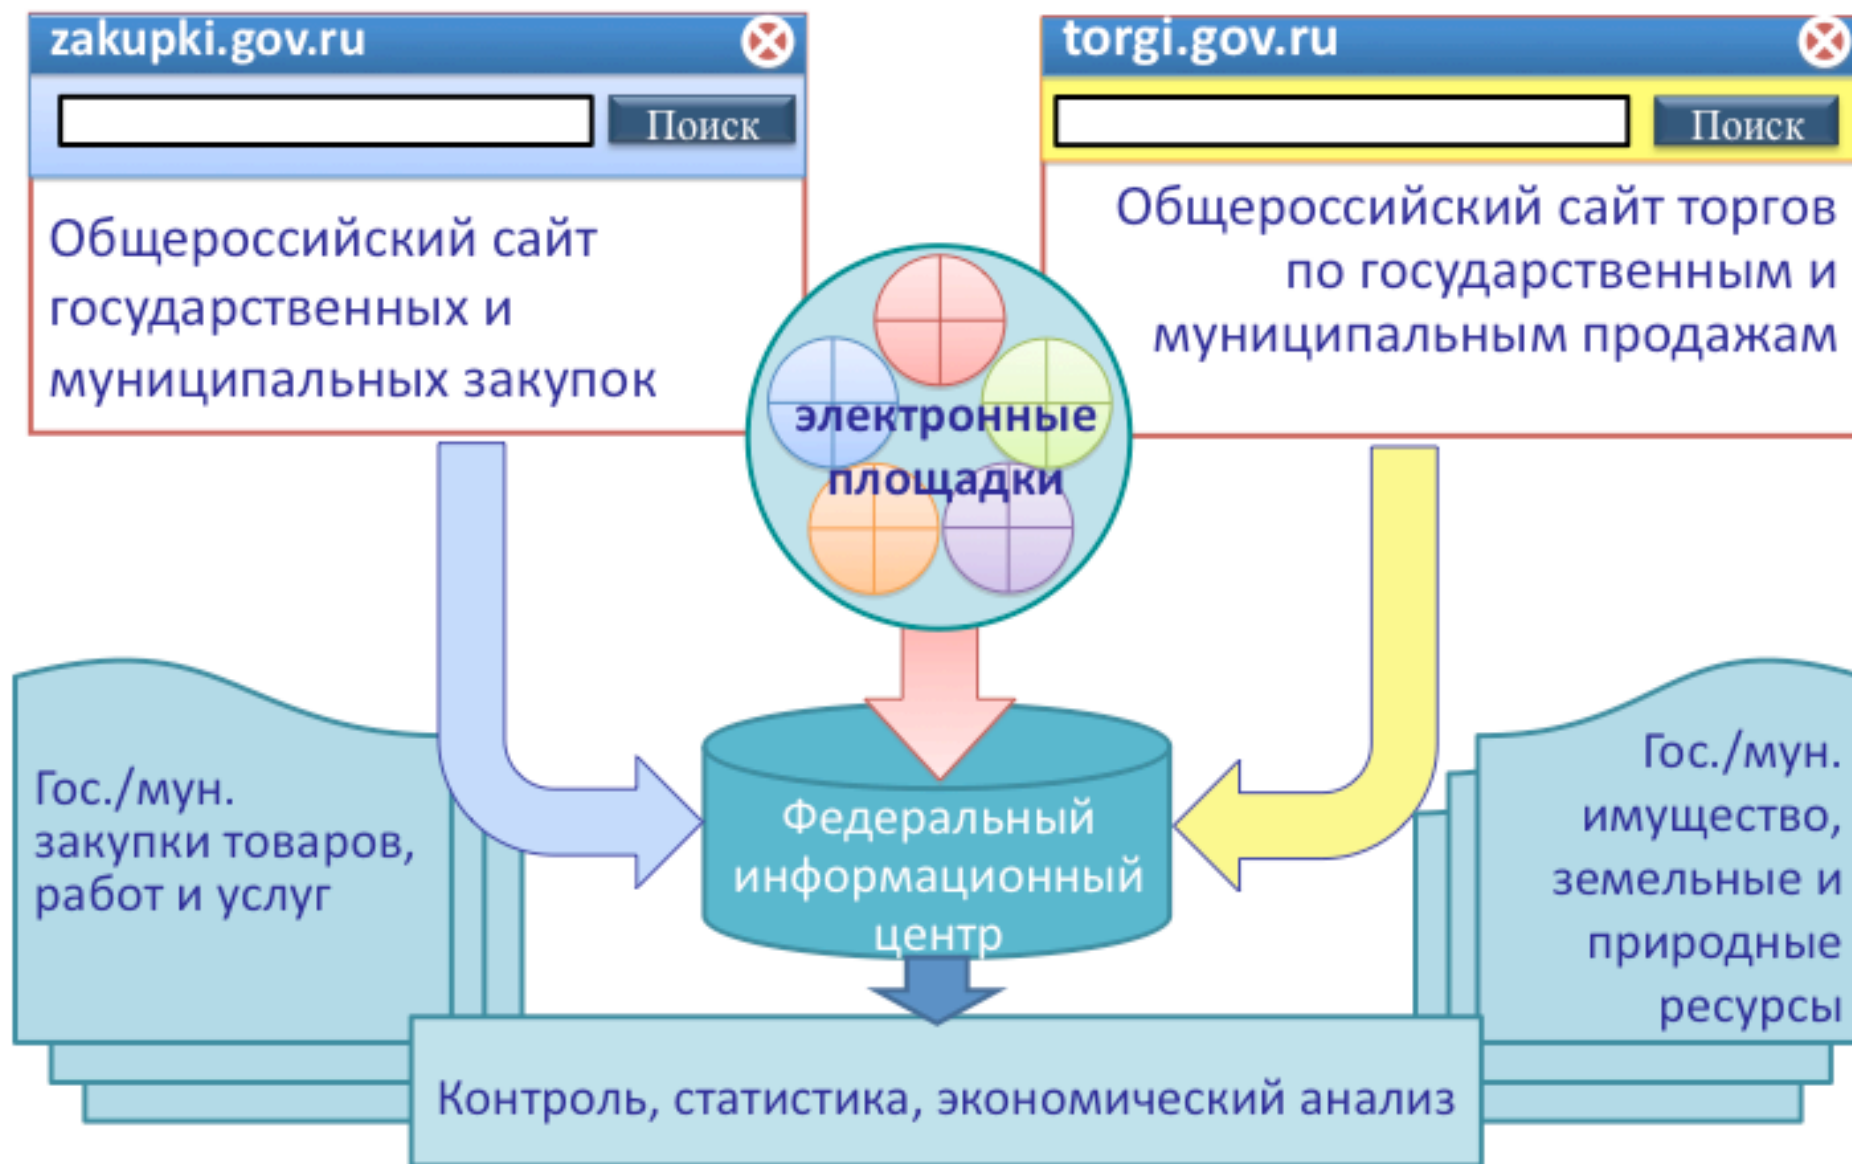 zakupki.gov.ru
Поиск
Общероссийский сайт
государственных и
муниципальных закупок
torgi.gov.ru
Поиск
Общероссийский сайт торгов
по государственным и
муниципальным продажам
электронные
площадки
Гос./мун.
закупки товаров,
работ и услуг
Федеральный
информационный
центр
Гос./мун.
имущество,
земельные и
природные
ресурсы
Контроль, статистика, экономический анализ